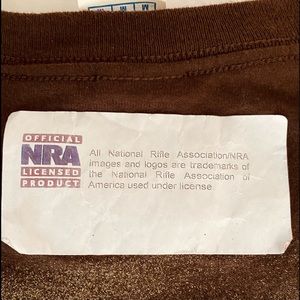 M M M
OFFICIAL
NRA
LICENSED
PRODUCT
All National Rifle Association/NRA
images and logos are trademarks of
the National Rifle Association of
America used under license.